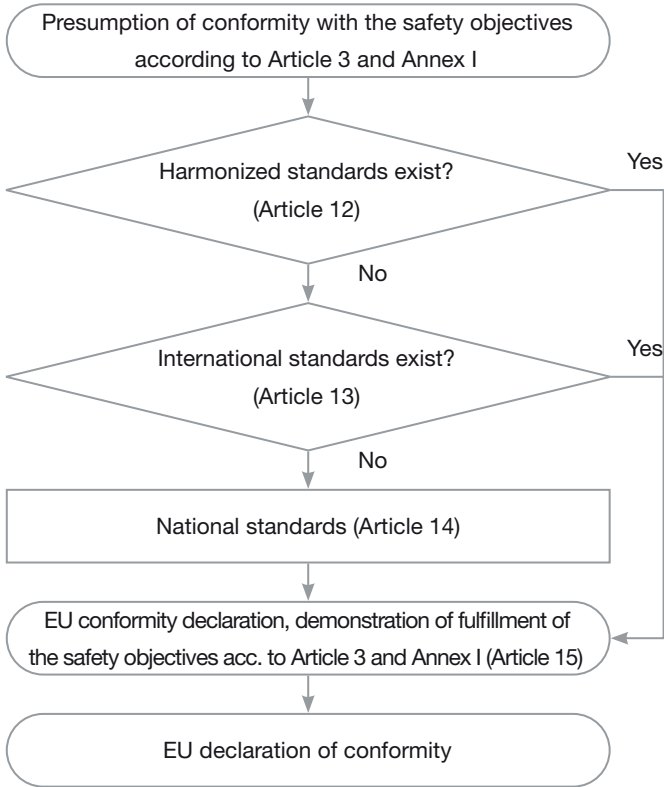 Presumption of conformity with the safety objectives
according to Article 3 and Annex I
Harmonized standards exist?
(Article 12)
Yes
No
International standards exist?
(Article 13)
Yes
No
National standards (Article 14)
EU conformity declaration, demonstration of fulfillment of
the safety objectives acc. to Article 3 and Annex I (Article 15)
EU declaration of conformity